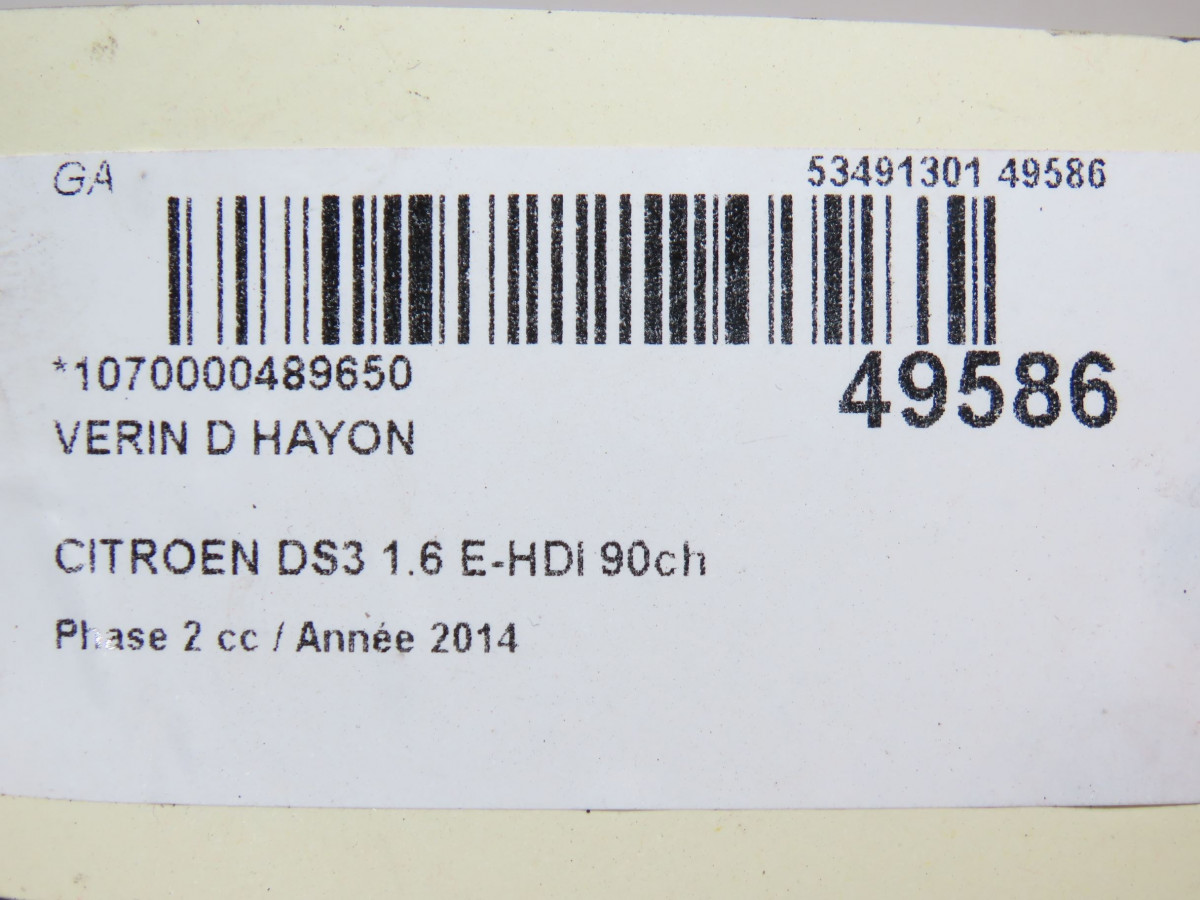 GA 53491301 49586
*1070000489650 49586
VERIN D HAYON
CITROEN DS3 1.6 E-HDI 90ch
Phase 2 cc / Année 2014